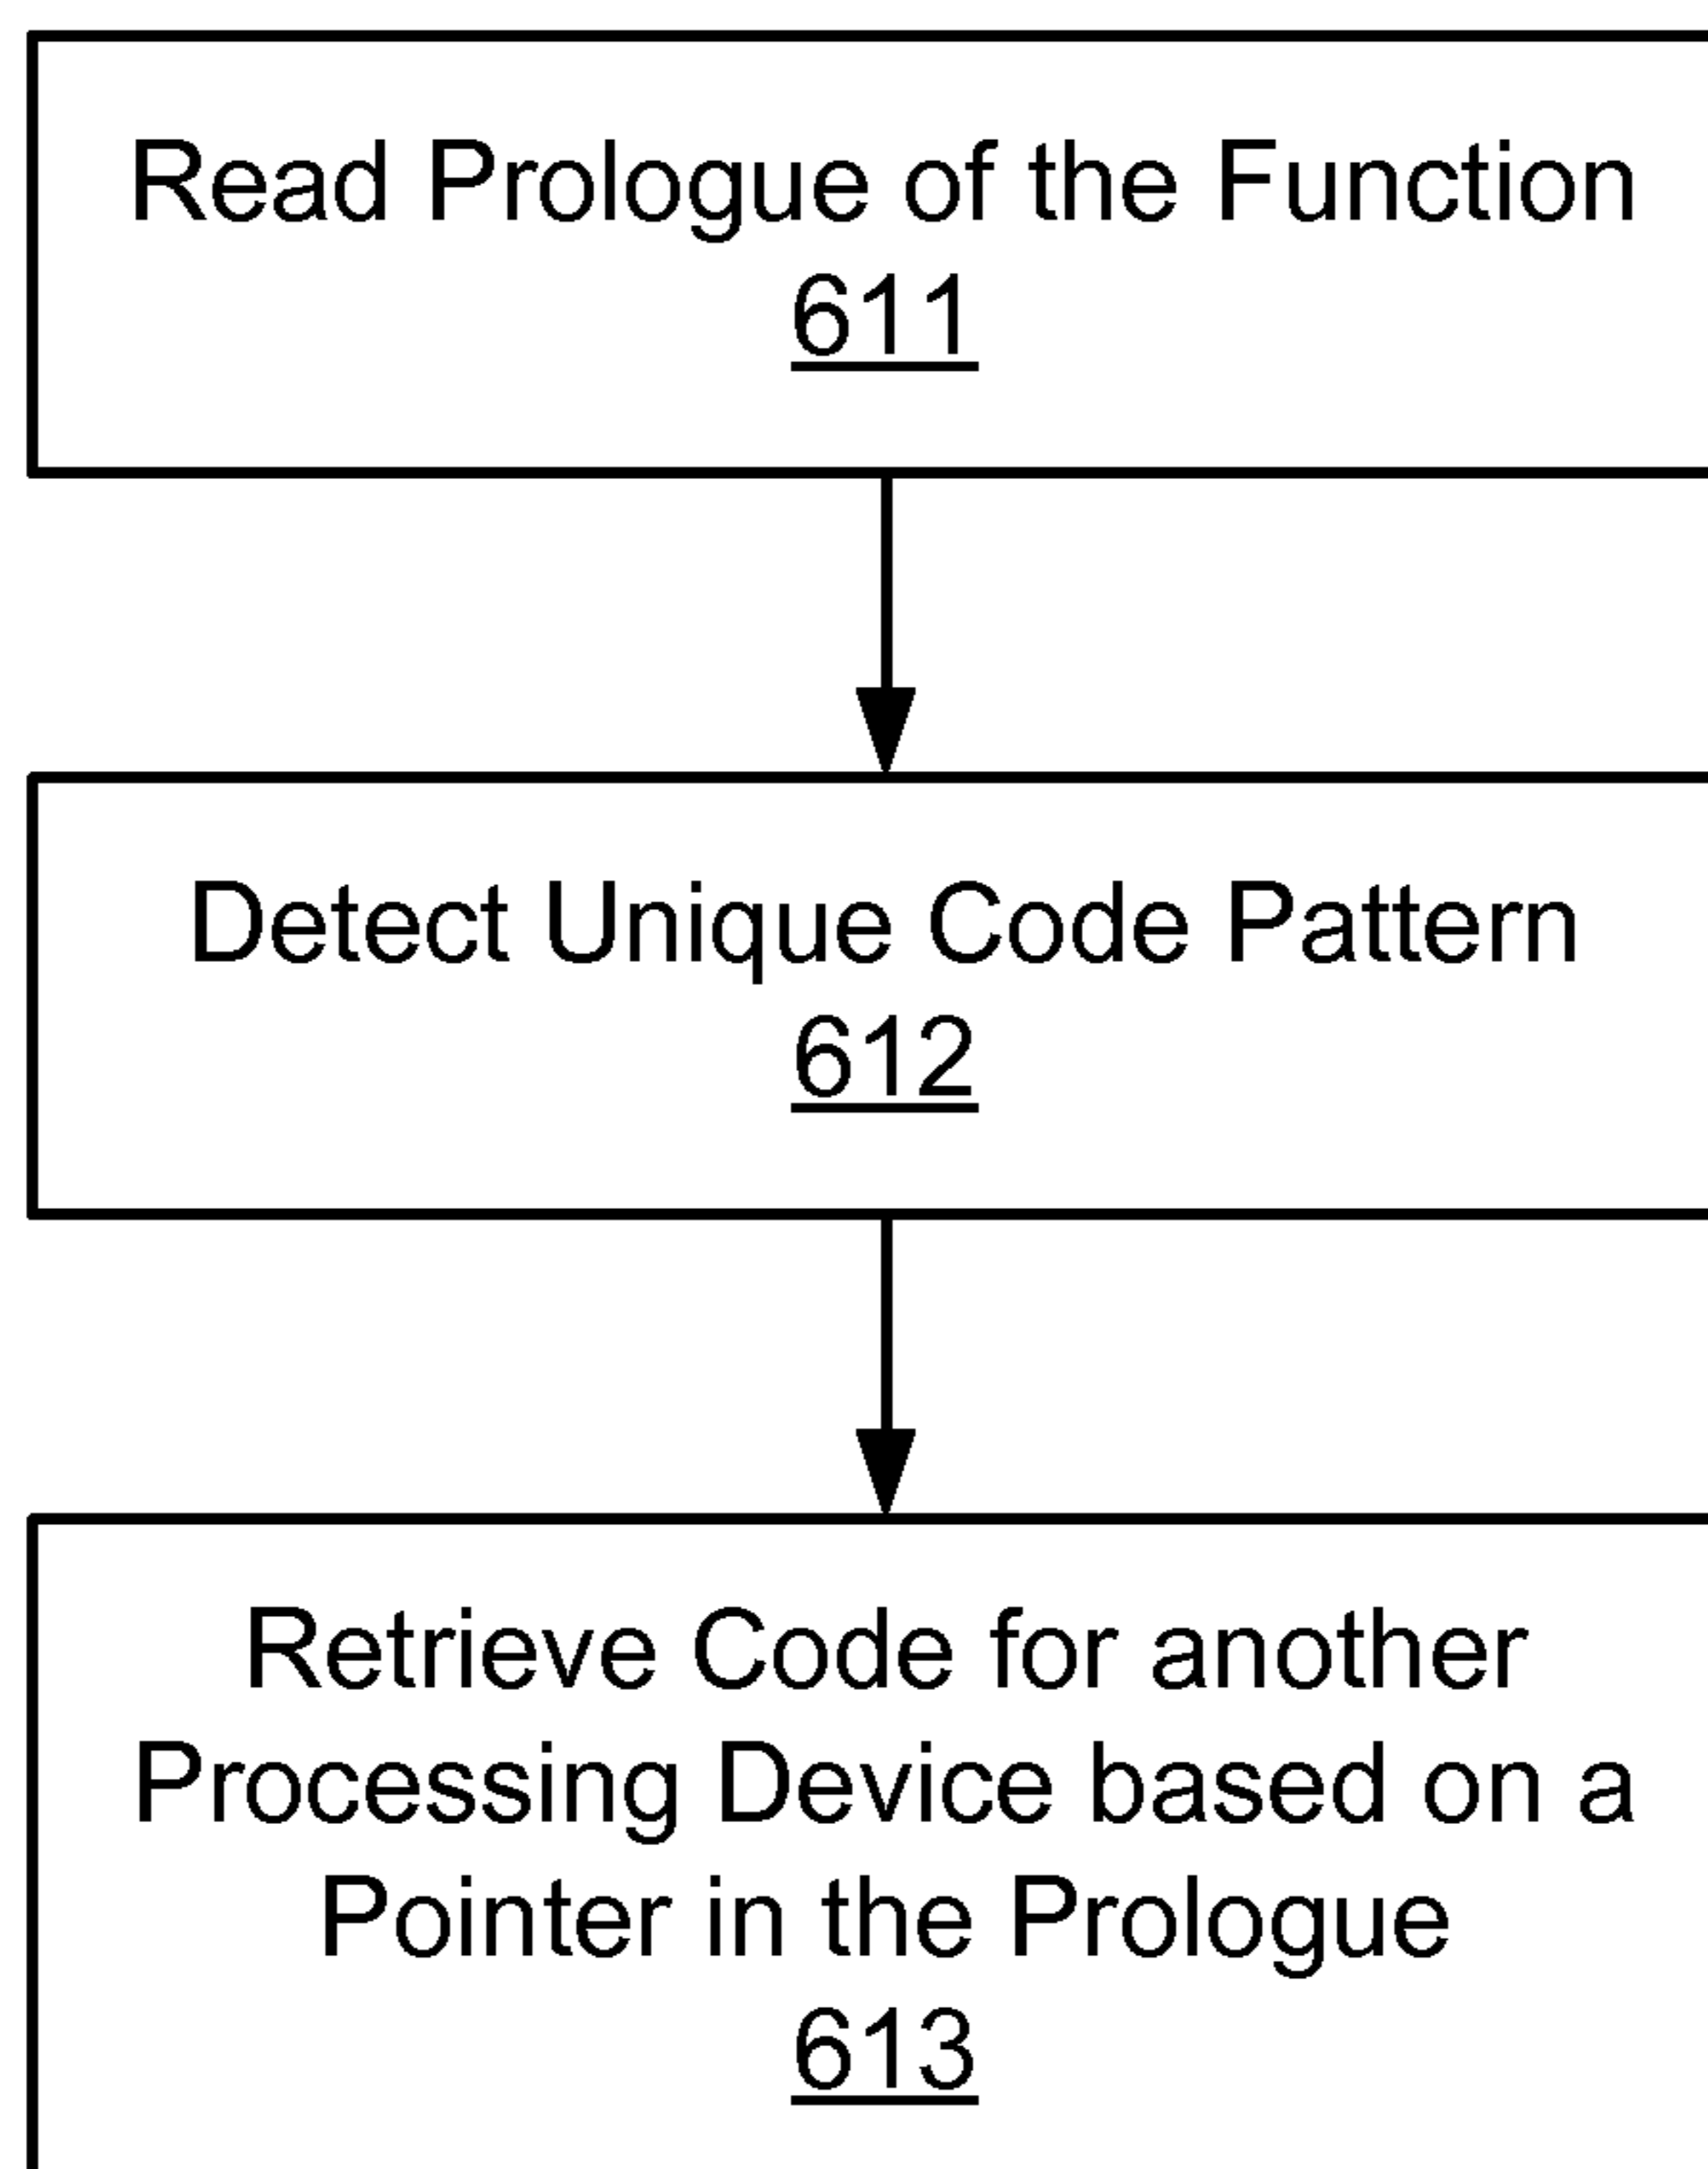 Read Prologue of the Function
611
Detect Unique Code Pattern
612
Retrieve Code for another
Processing Device based on a
Pointer in the Prologue
613